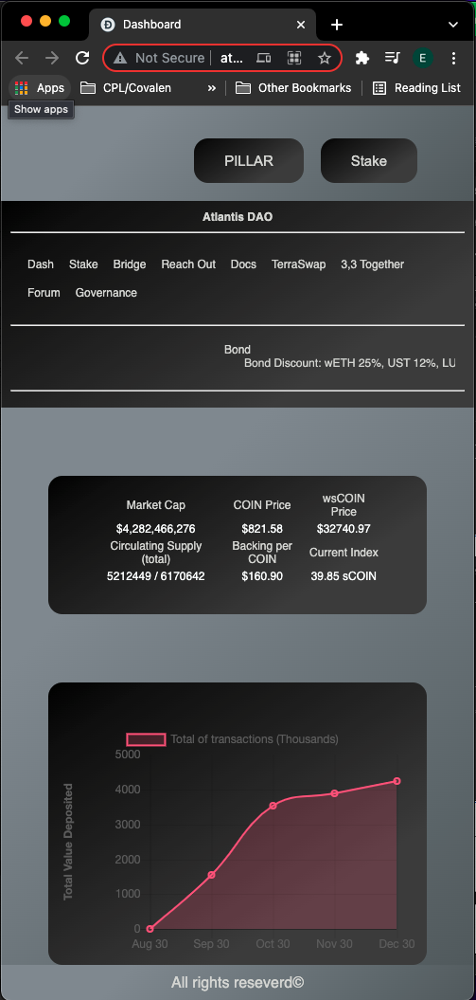 Dashboard
Not Secure at...
E
Apps CPL/Covalen » Other Bookmarks Reading List
Show apps
PILLAR Stake
Atlantis DAO
Dash Stake Bridge Reach Out Docs TerraSwap 3,3 Together
Forum Governance
Bond
Bond Discount: wETH 25%, UST 12%, LU
Market Cap COIN Price wsCOIN Price
$4,282,466,276 $821.58 $32740.97
Circulating Supply (total) Backing per COIN Current Index
5212449 / 6170642 $160.90 39.85 sCOIN
Total of transactions (Thousands)
5000
4000
3000
2000
1000
0
Total Value Deposited
Aug 30 Sep 30 Oct 30 Nov 30 Dec 30
All rights reseverd©